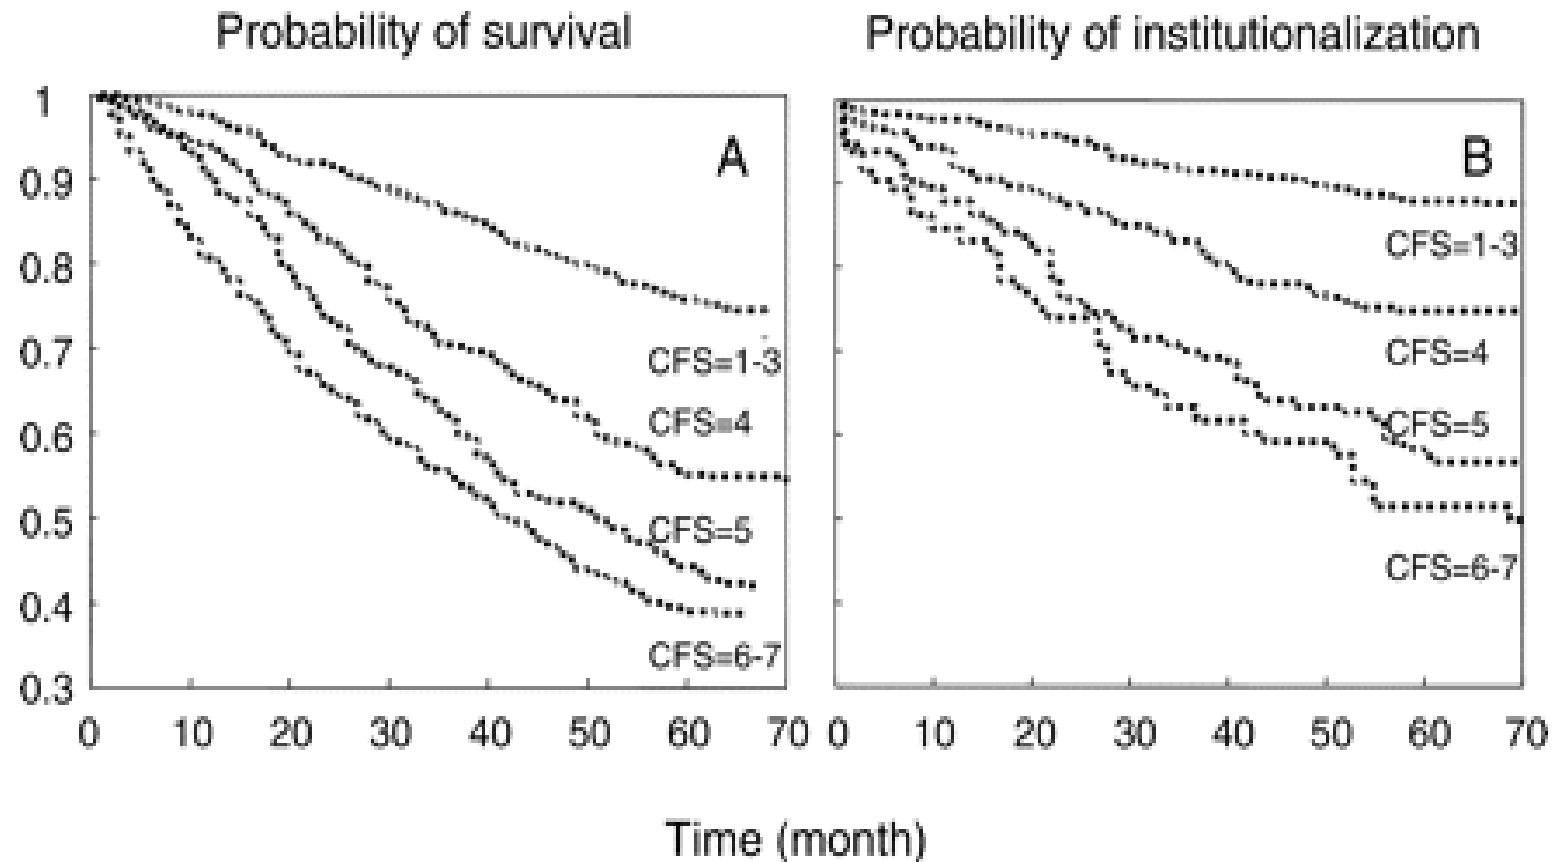 Probability of survival
Probability of institutionalization
A
B
1
0.9
0.8
0.7
0.6
0.5
0.4
0.3
CFS=1-3
CFS=4
CFS=5
CFS=6-7
CFS=1-3
CFS=4
CFS=5
CFS=6-7
0 10 20 30 40 50 60 70
0 10 20 30 40 50 60 70
Time (month)